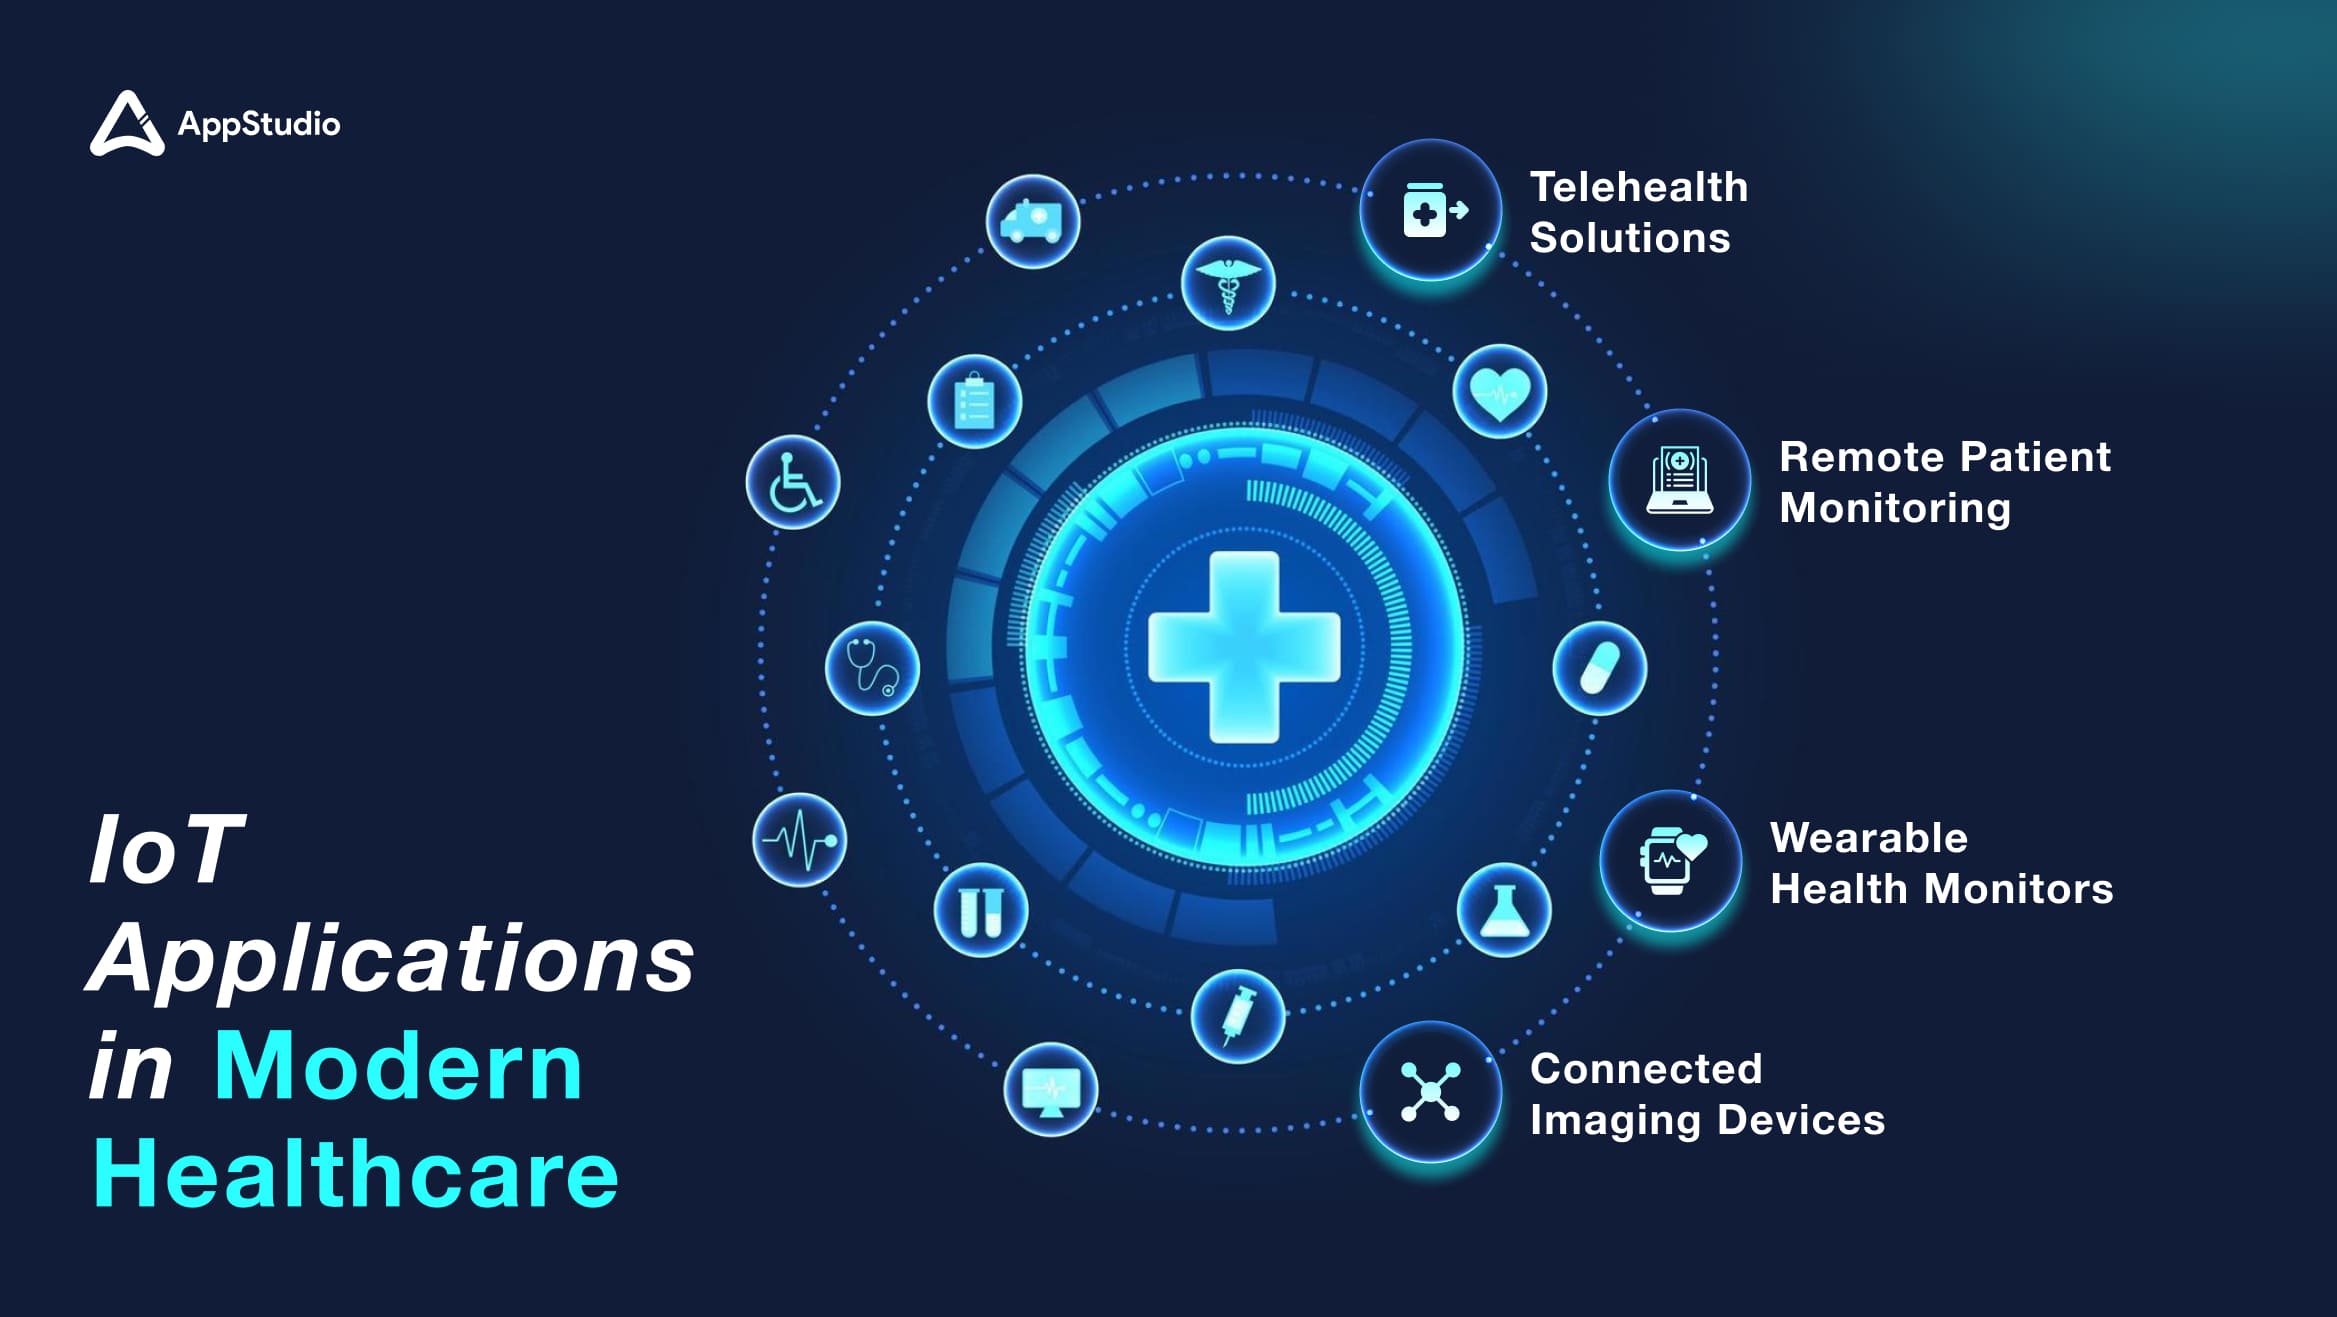 AppStudio
Telehealth
Solutions
Remote Patient
Monitoring
Wearable
Health Monitors
Connected
Imaging Devices
IoT
Applications
in Modern
Healthcare